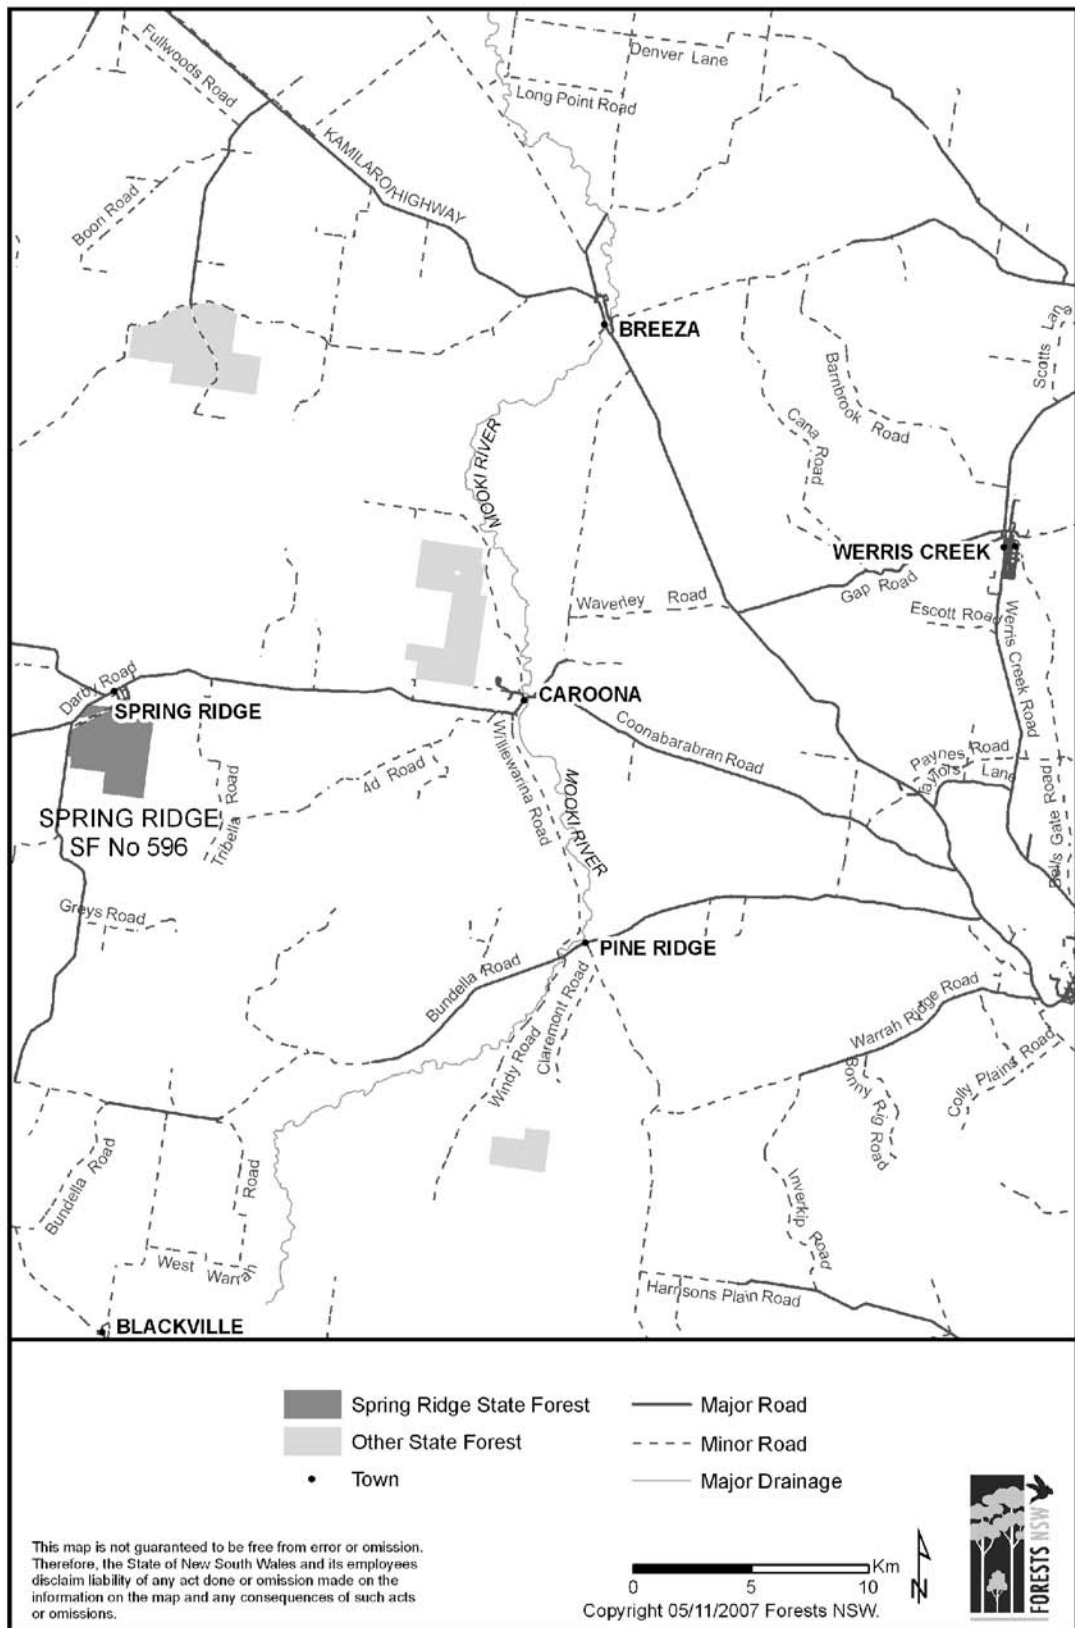 Fullwoods Road
Denver Lane
Long Point Road
KAMILAROI HIGHWAY
Boon Road
BREEZA
Scotts Lane
Barnbrook Road
Cana Road
MOOKI RIVER
WERRIS CREEK
Gap Road
Waverley Road
Escott Road
Werris Creek Road
Darby Road
SPRING RIDGE
CAROONA
Coonabarabran Road
Williewarina Road
4d Road
Tribella Road
Paynes Road
Taylors Lane
MOOKI RIVER
Bells Gate Road
SPRING RIDGE
SF No 596
Greys Road
PINE RIDGE
Bundella Road
Claremont Road
Windy Road
Warrah Ridge Road
Bonny Rig Road
Colly Plains Road
Bundella Road
Road
West Warrah
Inverkip Road
Harrisons Plain Road
BLACKVILLE
Spring Ridge State Forest
Major Road
Other State Forest
Minor Road
Town
Major Drainage
This map is not guaranteed to be free from error or omission.
Therefore, the State of New South Wales and its employees
disclaim liability of any act done or omission made on the
information on the map and any consequences of such acts
or omissions.
Km
0 5 10
Copyright 05/11/2007 Forests NSW.
N
FORESTS NSW